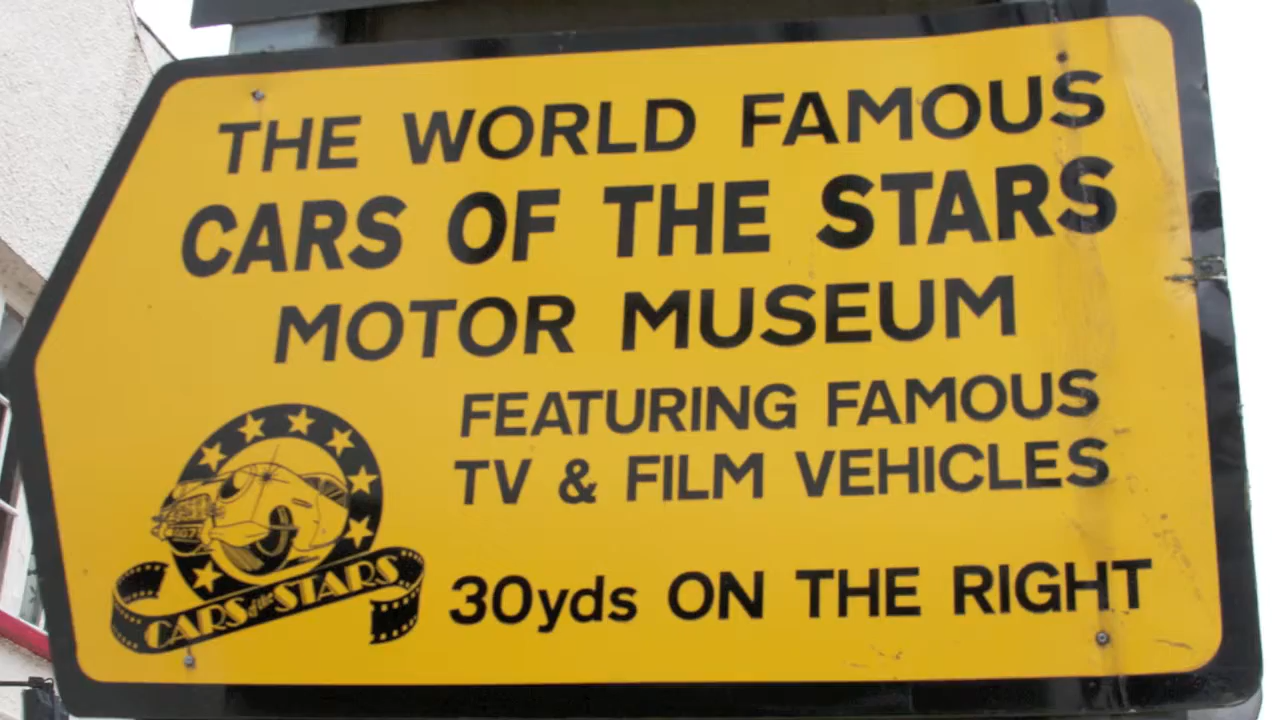 THE WORLD FAMOUS
CARS OF THE STARS
MOTOR MUSEUM
FEATURING FAMOUS
TV & FILM VEHICLES
30yds ON THE RIGHT
CARS of the STARS